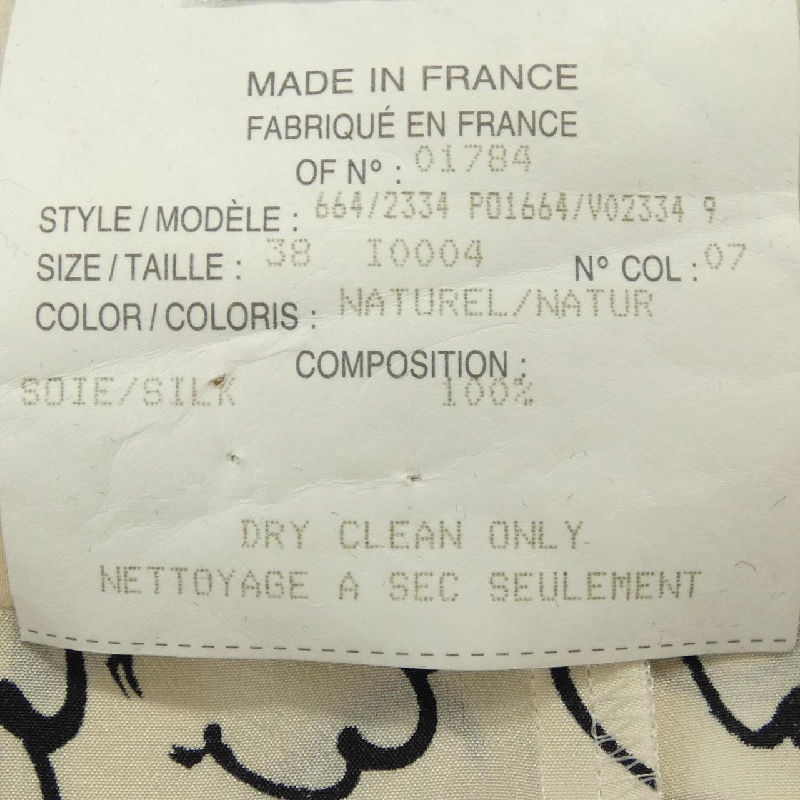 MADE IN FRANCE
FABRIQUÉ EN FRANCE
OF N° : 01784
STYLE / MODÈLE : 664/2334 P01664/V02334 9
SIZE / TAILLE : 38 I0004 N° COL : 07
COLOR / COLORIS : NATUREL/NATUR
COMPOSITION :
SOIE/SILK 100%
DRY CLEAN ONLY
NETTOYAGE A SEC SEULEMENT